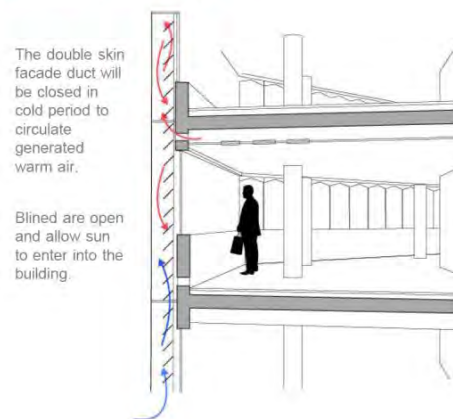 The double skin
facade duct will
be closed in
cold period to
circulate
generated
warm air.
Blined are open
and allow sun
to enter into the
building.